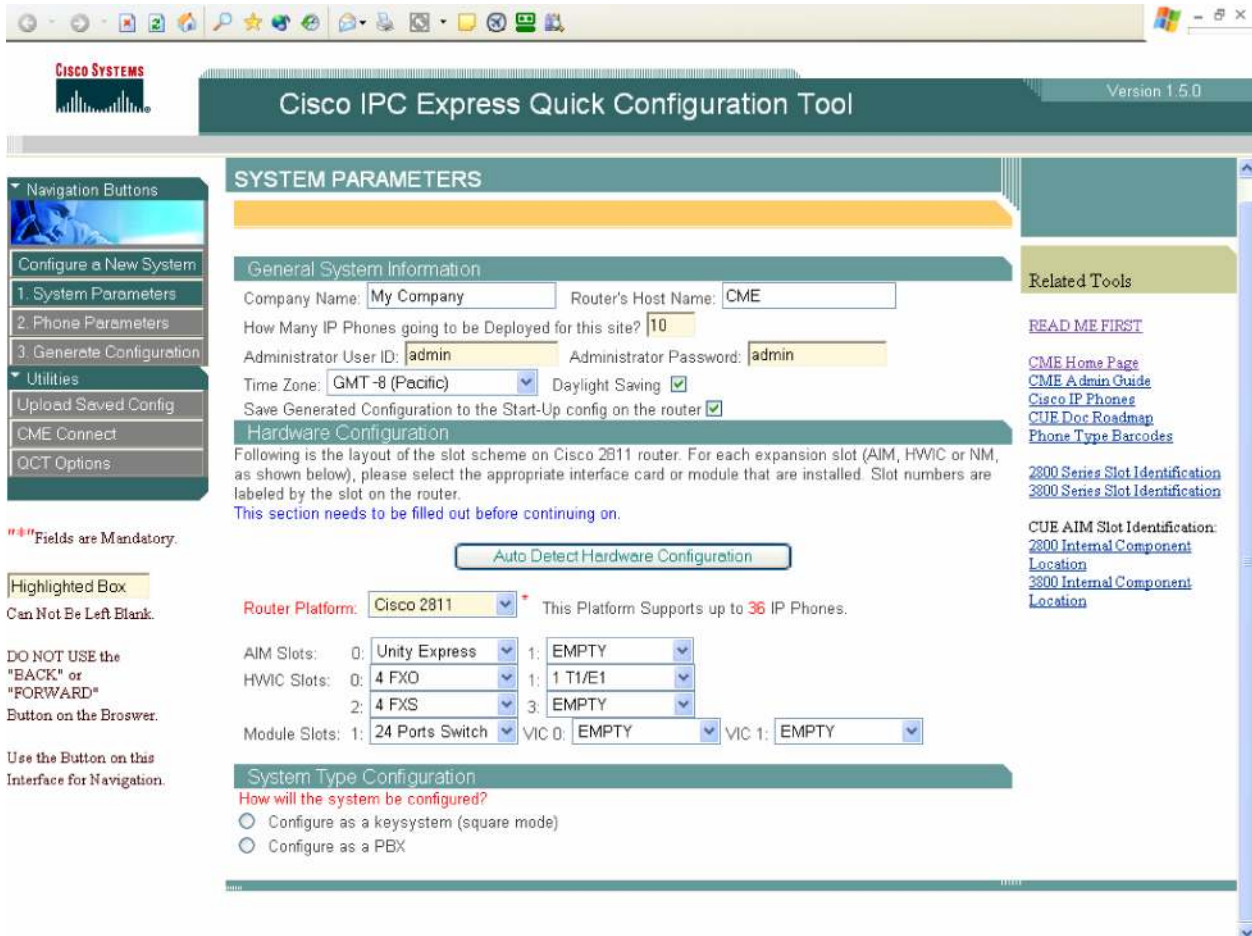 CISCO SYSTEMS
Cisco IPC Express Quick Configuration Tool
Version 1.5.0
Navigation Buttons
Configure a New System
1. System Parameters
2. Phone Parameters
3. Generate Configuration
Utilities
Upload Saved Config
CME Connect
QCT Options
"*"Fields are Mandatory.
Highlighted Box
Can Not Be Left Blank.
DO NOT USE the
"BACK" or
"FORWARD"
Button on the Broswer.
Use the Button on this
Interface for Navigation.
SYSTEM PARAMETERS
General System Information
Company Name: My Company Router's Host Name: CME
How Many IP Phones going to be Deployed for this site? 10
Administrator User ID: admin Administrator Password: admin
Time Zone: GMT -8 (Pacific) Daylight Saving
Save Generated Configuration to the Start-Up config on the router
Hardware Configuration
Following is the layout of the slot scheme on Cisco 2811 router. For each expansion slot (AIM, HWIC or NM,
as shown below), please select the appropriate interface card or module that are installed. Slot numbers are
labeled by the slot on the router.
This section needs to be filled out before continuing on.
Auto Detect Hardware Configuration
Router Platform: Cisco 2811 * This Platform Supports up to 36 IP Phones.
AIM Slots: 0: Unity Express 1: EMPTY
HWIC Slots: 0: 4 FXO 1: 1 T1/E1
2: 4 FXS 3: EMPTY
Module Slots: 1: 24 Ports Switch VIC 0: EMPTY VIC 1: EMPTY
System Type Configuration
How will the system be configured?
Configure as a keysystem (square mode)
Configure as a PBX
Related Tools
READ ME FIRST
CME Home Page
CME Admin Guide
Cisco IP Phones
CUE Doc Roadmap
Phone Type Barcodes
2800 Series Slot Identification
3800 Series Slot Identification
CUE AIM Slot Identification:
2800 Internal Component
Location
3800 Internal Component
Location